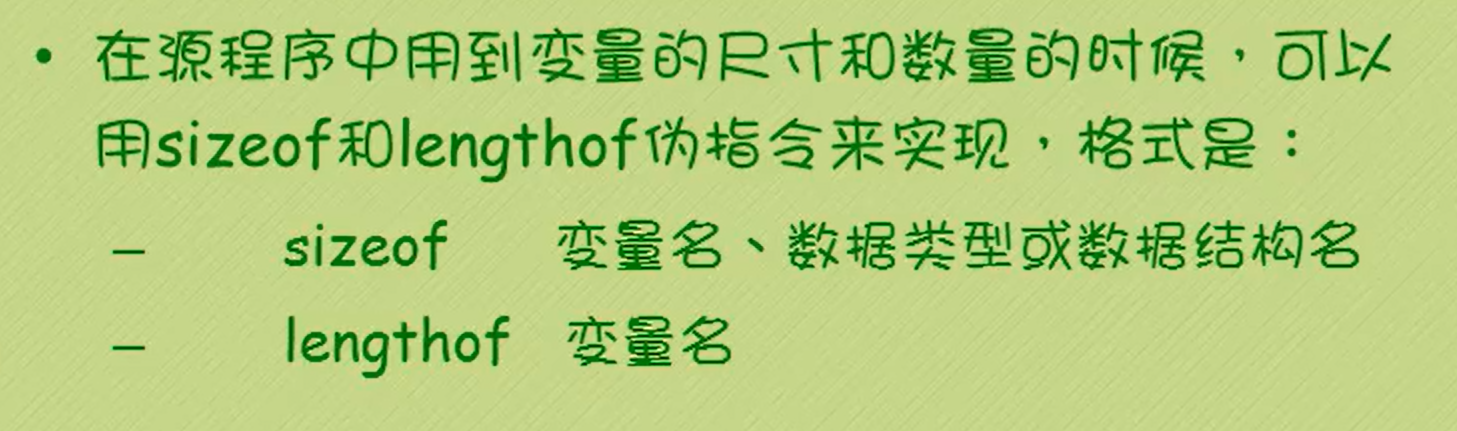 • 在源程序中用到变量的尺寸和数量的时候，可以
用sizeof和lengthof伪指令来实现，格式是：
– sizeof 变量名、数据类型或数据结构名
– lengthof 变量名